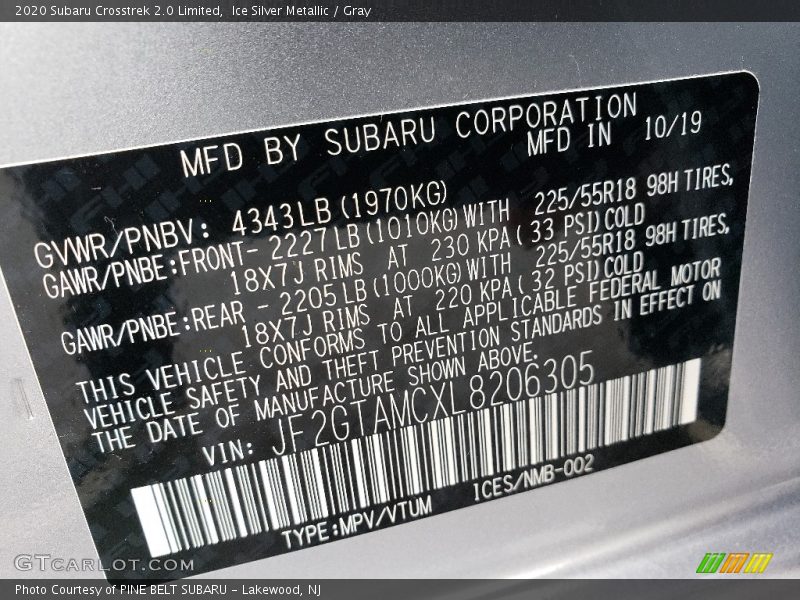 2020 Subaru Crosstrek 2.0 Limited,  Ice Silver Metallic / Gray
MFD BY SUBARU CORPORATION
MFD IN 10/19
GVWR/PNBV: 4343LB (1970KG)
GAWR/PNBE:FRONT- 2227 LB (1010KG) WITH 225/55R18 98H TIRES,
18X7J RIMS AT 230 KPA ( 33 PSI) COLD
GAWR/PNBE:REAR - 2205 LB (1000KG) WITH 225/55R18 98H TIRES,
18X7J RIMS AT 220 KPA ( 32 PSI) COLD
THIS VEHICLE CONFORMS TO ALL APPLICABLE FEDERAL MOTOR
VEHICLE SAFETY AND THEFT PREVENTION STANDARDS IN EFFECT ON
THE DATE OF MANUFACTURE SHOWN ABOVE.
VIN: JF2GTAMCXL8206305
TYPE:MPV/VTUM ICES/NMB-002
GTCARLOT.COM
Photo Courtesy of PINE BELT SUBARU - Lakewood, NJ